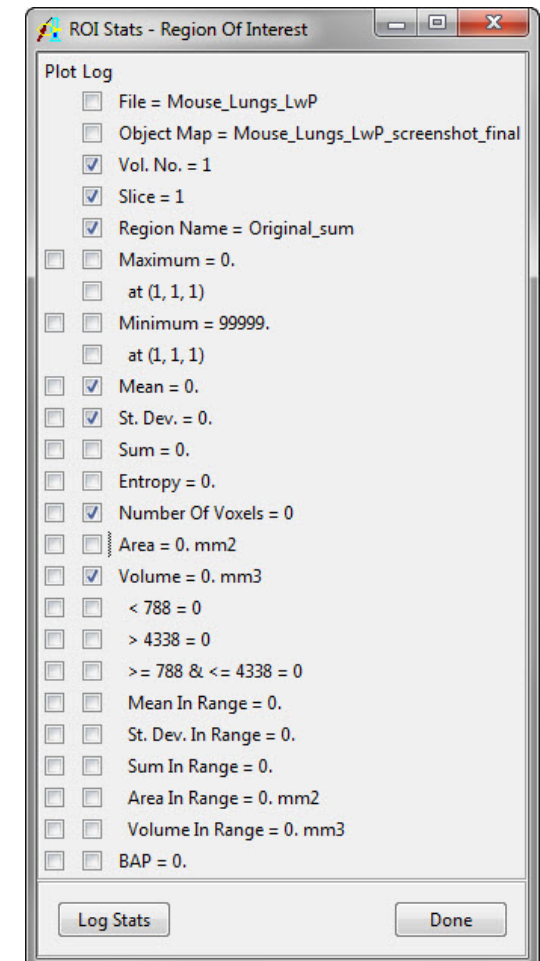 ROI Stats - Region Of Interest
Plot Log
File = Mouse_Lungs_LwP
Object Map = Mouse_Lungs_LwP_screenshot_final
Vol. No. = 1
Slice = 1
Region Name = Original_sum
Maximum = 0.
at (1, 1, 1)
Minimum = 99999.
at (1, 1, 1)
Mean = 0.
St. Dev. = 0.
Sum = 0.
Entropy = 0.
Number Of Voxels = 0
Area = 0. mm2
Volume = 0. mm3
< 788 = 0
> 4338 = 0
>= 788 & <= 4338 = 0
Mean In Range = 0.
St. Dev. In Range = 0.
Sum In Range = 0.
Area In Range = 0. mm2
Volume In Range = 0. mm3
BAP = 0.
Log Stats Done